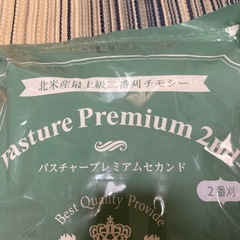 北米産最上級二番刈チモシー
Pasture Premium 2nd
パスチャープレミアムセカンド
2番刈
Best Quality Provide